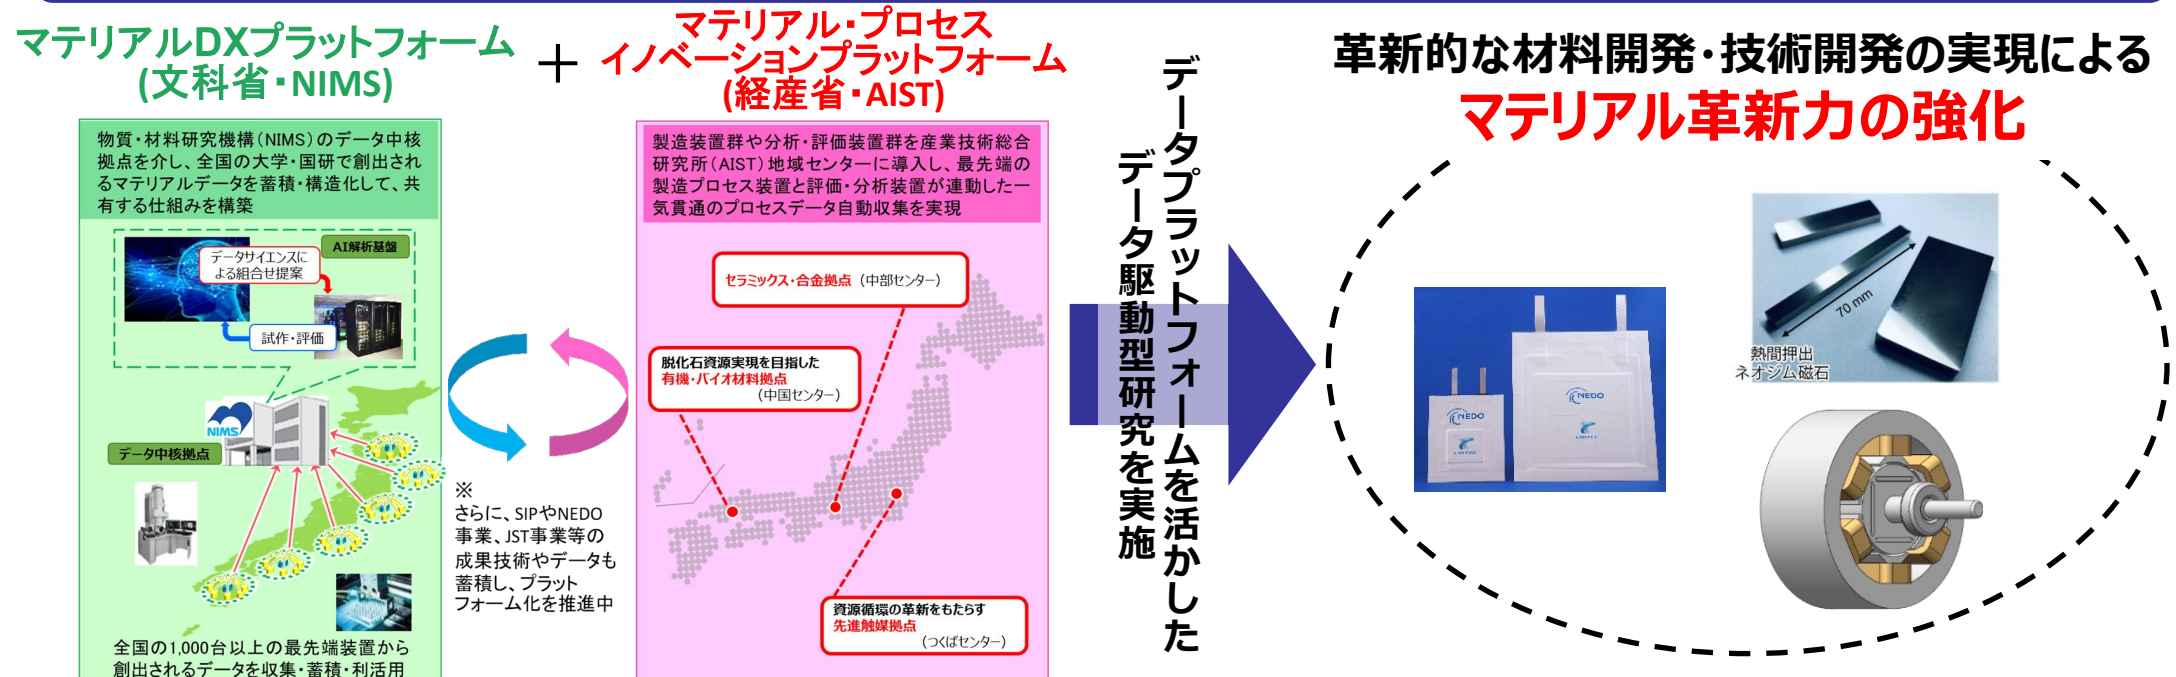 マテリアルDXプラットフォーム
(文科省・NIMS)
＋
マテリアル・プロセス
イノベーションプラットフォーム
(経産省・AIST)
物質・材料研究機構(NIMS)のデータ中核
拠点を介し、全国の大学・国研で創出され
るマテリアルデータを蓄積・構造化して、共
有する仕組みを構築
AI解析基盤
データサイエンスに
よる組合せ提案
試作・評価
NIMS
データ中核拠点
全国の1,000台以上の最先端装置から
創出されるデータを収集・蓄積・利活用
※
さらに、SIPやNEDO
事業、JST事業等の
成果技術やデータも
蓄積し、プラット
フォーム化を推進中
製造装置群や分析・評価装置群を産業技術総合
研究所(AIST)地域センターに導入し、最先端の
製造プロセス装置と評価・分析装置が連動した一
気貫通のプロセスデータ自動収集を実現
セラミックス・合金拠点（中部センター）
脱化石資源実現を目指した
有機・バイオ材料拠点
（中国センター）
資源循環の革新をもたらす
先進触媒拠点
（つくばセンター）
データプラットフォームを活かした
データ駆動型研究を実施
革新的な材料開発・技術開発の実現による
マテリアル革新力の強化
NEDO
LIBTEC
NEDO
LIBTEC
70 mm
熱間押出
ネオジム磁石